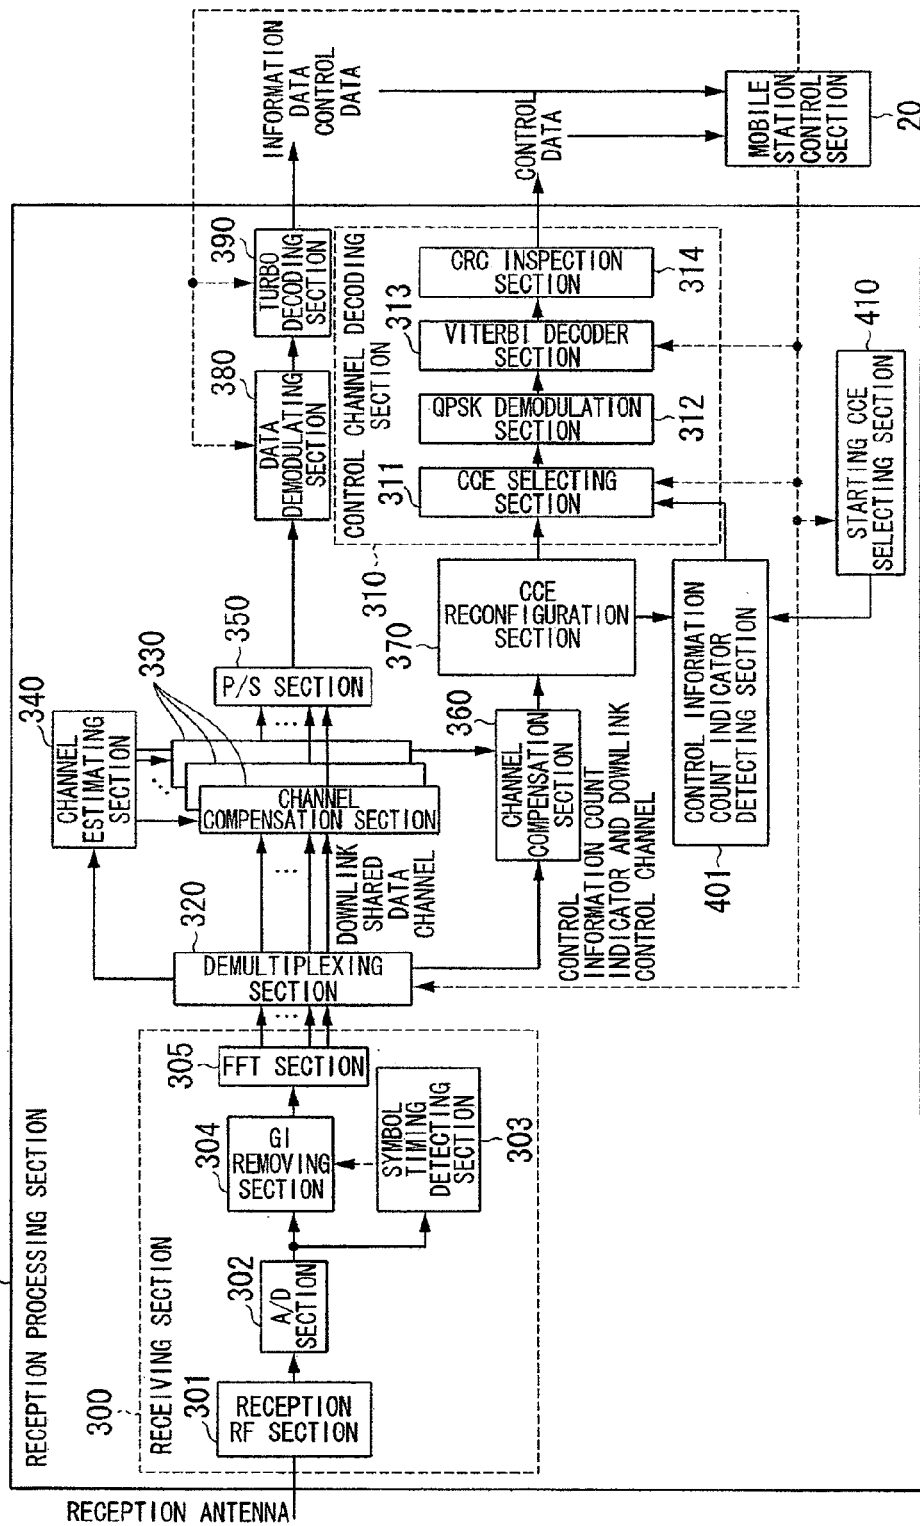 RECEPTION PROCESSING SECTION
RECEPTION ANTENNA
300
RECEIVING SECTION
301
RECEPTION
RF SECTION
302
A/D
SECTION
304
GI
REMOVING
SECTION
SYMBOL
TIMING
DETECTING
SECTION
303
305
FFT SECTION
320
DEMULTIPLEXING
SECTION
340
CHANNEL
ESTIMATING
SECTION
330
CHANNEL
COMPENSATION SECTION
DOWNLINK
SHARED
DATA
CHANNEL
350
P/S SECTION
360
CHANNEL
COMPENSATION
SECTION
CONTROL
INFORMATION COUNT
INDICATOR AND DOWNLINK
CONTROL CHANNEL
370
CCE
RECONFIGURATION
SECTION
401
CONTROL INFORMATION
COUNT INDICATOR
DETECTING SECTION
410
STARTING CCE
SELECTING SECTION
380
DATA
DEMODULATING
SECTION
390
TURBO
DECODING
SECTION
310
CONTROL CHANNEL DECODING
SECTION
311
CCE SELECTING
SECTION
QPSK DEMODULATION
SECTION
312
313
VITERBI DECODER
SECTION
CRC INSPECTION
SECTION
314
INFORMATION
DATA
CONTROL
DATA
CONTROL
DATA
MOBILE
STATION
CONTROL
SECTION
20